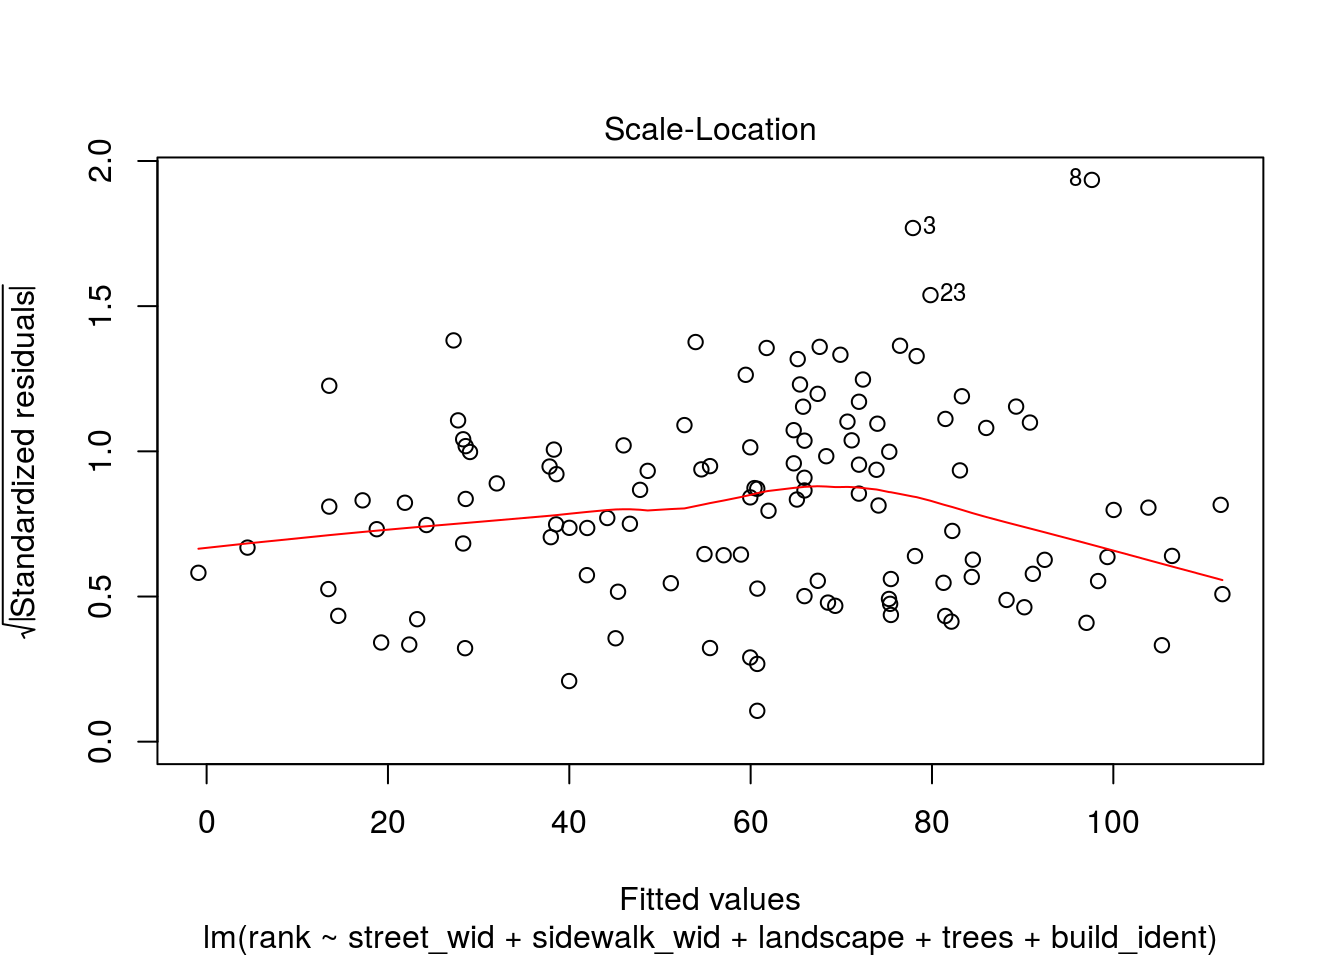 Scale-Location
√|Standardized residuals|
2.0
1.5
1.0
0.5
0.0
8
3
23
0 20 40 60 80 100
Fitted values
lm(rank ~ street_wid + sidewalk_wid + landscape + trees + build_ident)